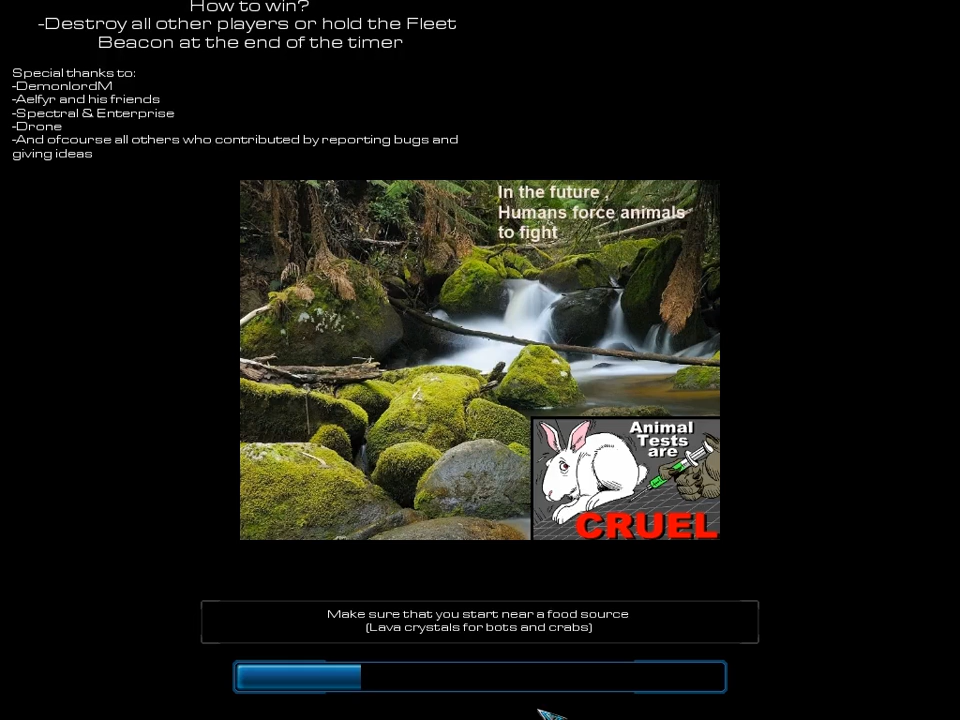 How to win?
-Destroy all other players or hold the Fleet
Beacon at the end of the timer
Special thanks to:
-DemonlordM
-Aelfyr and his friends
-Spectral & Enterprise
-Drone
-And ofcourse all others who contributed by reporting bugs and
giving ideas
In the future ,
Humans force animals
to fight
Animal
Tests
are
CRUEL
Make sure that you start near a food source
(Lava crystals for bots and crabs)